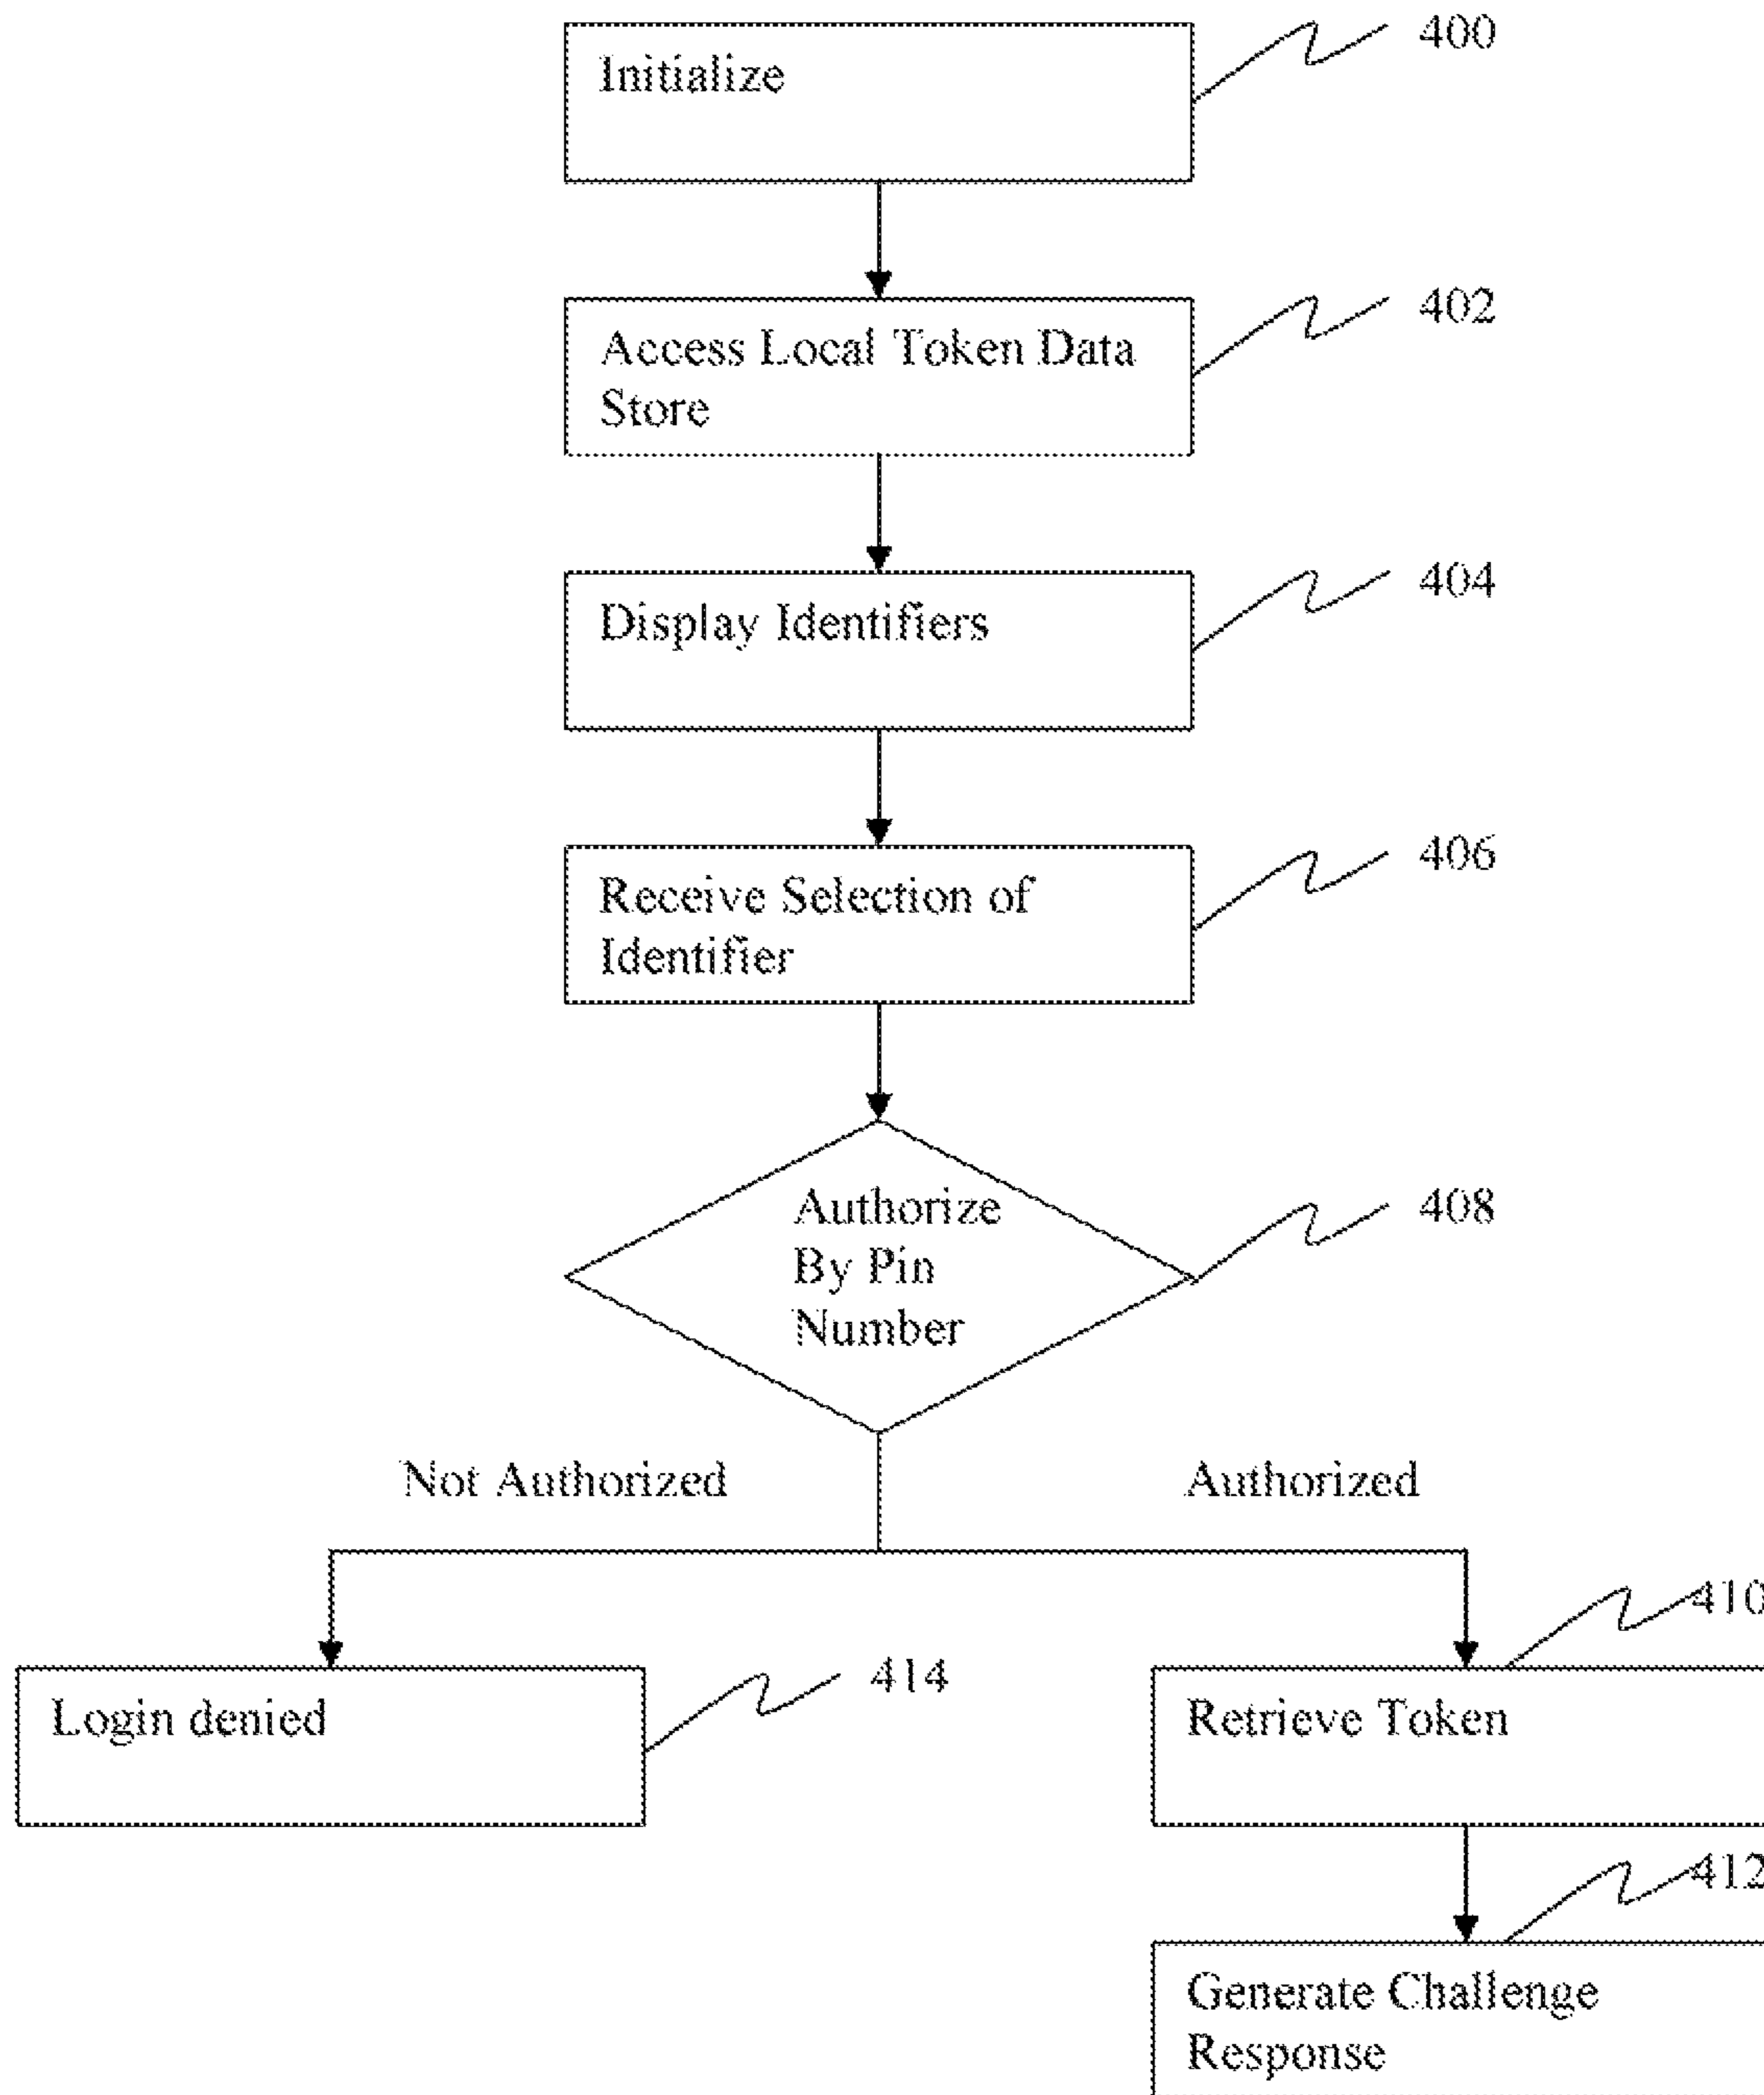 Initialize
400
Access Local Token Data
Store
402
Display Identifiers
404
Receive Selection of
Identifier
406
Authorize
By Pin
Number
408
Not Authorized
Authorized
Login denied
414
Retrieve Token
410
Generate Challenge
Response
412